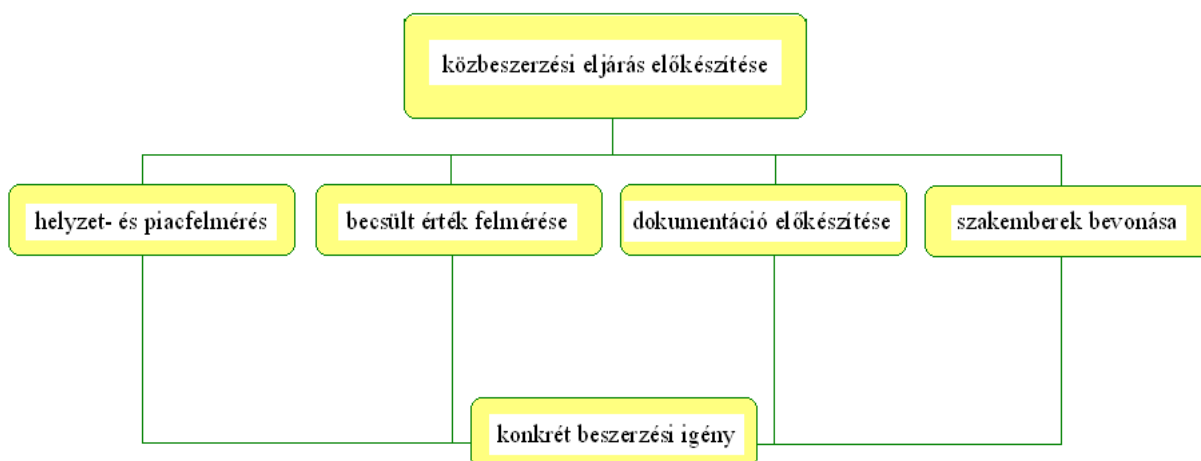 közbeszerzési eljárás előkészítése
helyzet- és piacfelmérés
becsült érték felmérése
dokumentáció előkészítése
szakemberek bevonása
konkrét beszerzési igény